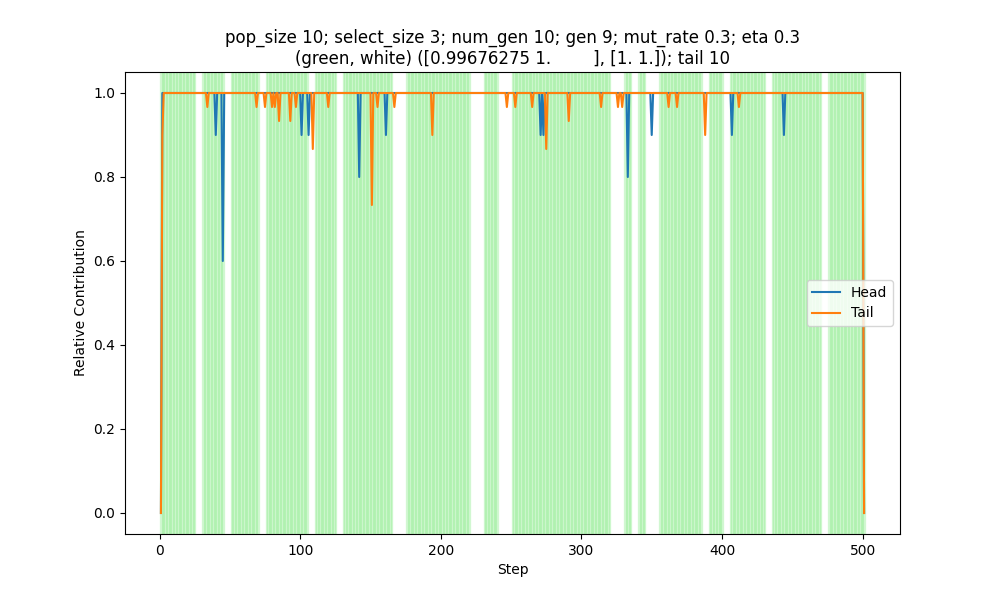 pop_size 10; select_size 3; num_gen 10; gen 9; mut_rate 0.3; eta 0.3
(green, white) ([0.99676275 1.        ], [1. 1.]); tail 10
1.0
0.8
0.6
0.4
0.2
0.0
Relative Contribution
Head
Tail
0
100
200
300
400
500
Step